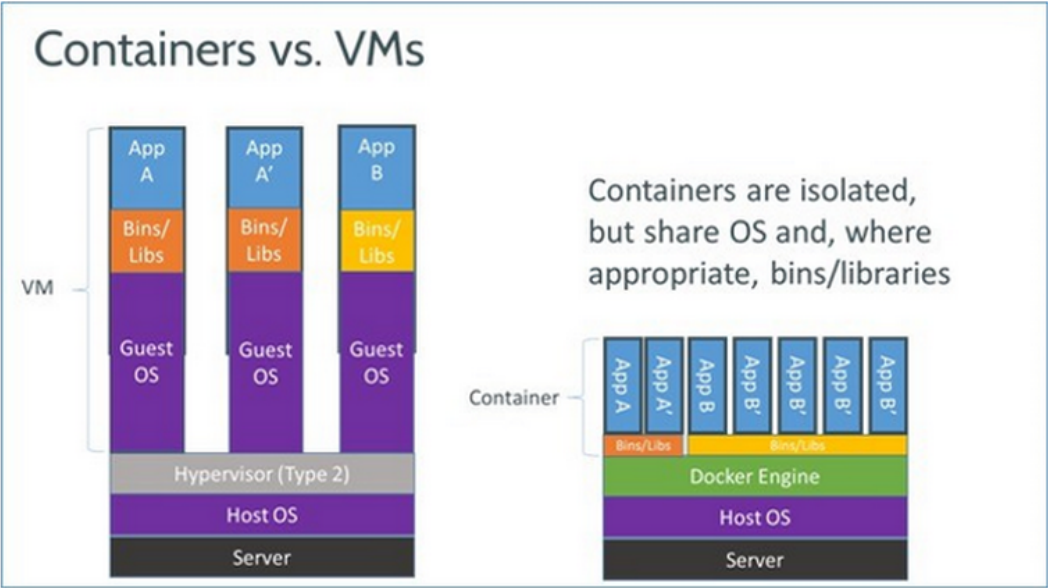 Containers vs. VMs
App
A
App
A′
App
B
Bins/
Libs
Bins/
Libs
Bins/
Libs
VM
Guest
OS
Guest
OS
Guest
OS
Hypervisor (Type 2)
Host OS
Server
Containers are isolated,
but share OS and, where
appropriate, bins/libraries
Container
App A
App A′
App B
App B′
App B′
App B′
App B′
Bins/Libs
Bins/Libs
Docker Engine
Host OS
Server